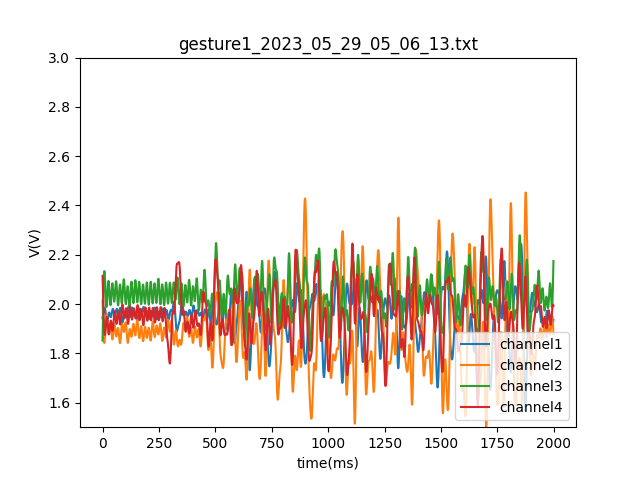 gesture1_2023_05_29_05_06_13.txt
3.0
2.8
2.6
2.4
2.2
2.0
1.8
1.6
V(V)
channel1
channel2
channel3
channel4
0 250 500 750 1000 1250 1500 1750 2000
time(ms)